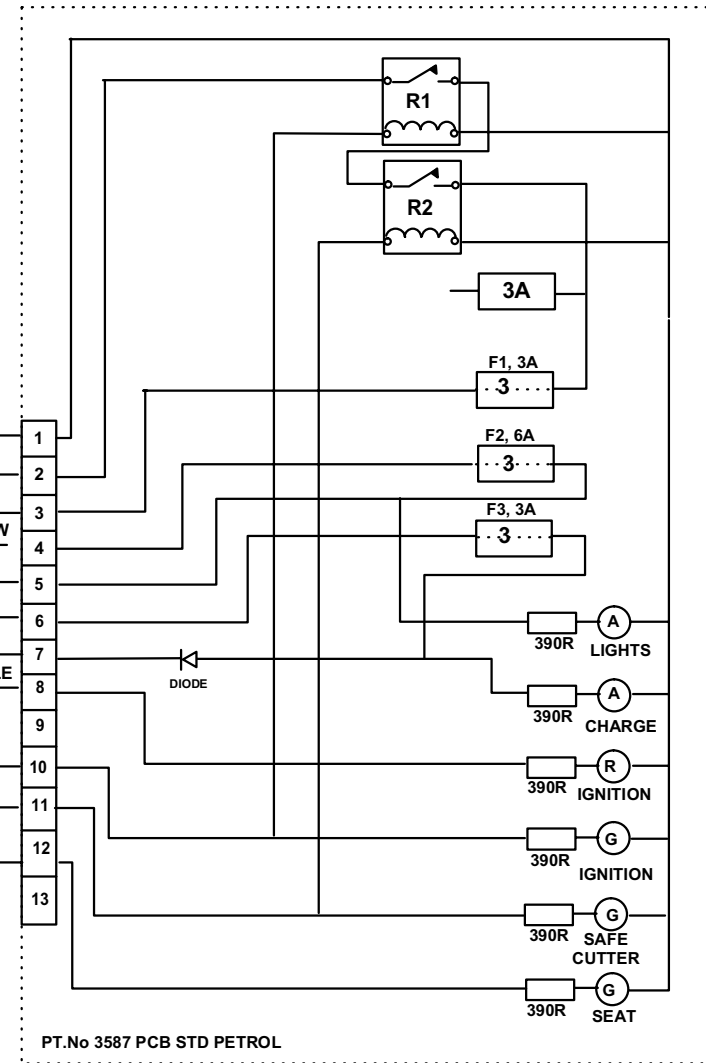 R1
R2
3A
F1, 3A
3
1
F2, 6A
2
3
3
F3, 3A
W
4
3
5
6
A
390R
LIGHTS
7
E
8
DIODE
A
390R
CHARGE
9
10
R
390R
IGNITION
11
12
G
390R
IGNITION
13
G
390R
SAFE
CUTTER
G
390R
SEAT
PT.No 3587 PCB STD PETROL